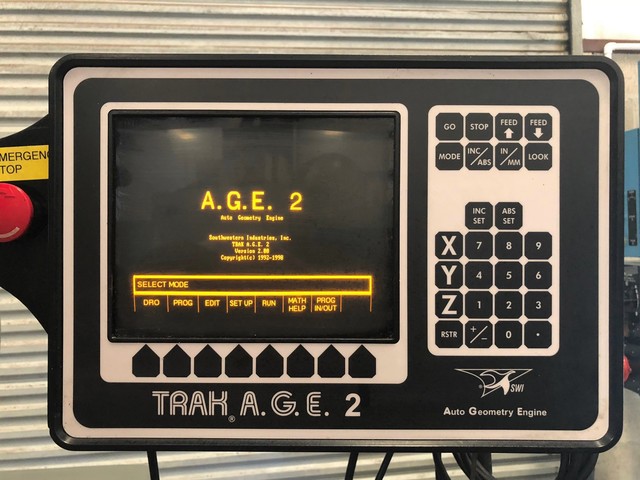 MERGENC
TOP
A.G.E. 2
Auto Geometry Engine
Southwestern Industries, Inc.
TRAK A.G.E. 2
Version 2.00
Copyright(c) 1992-1998
SELECT MODE
DRO PROG EDIT SET UP RUN MATH HELP PROG IN/OUT
GO STOP FEED FEED
MODE INC/ABS IN/MM LOOK
INC SET ABS SET
X 7 8 9
Y 4 5 6
Z 1 2 3
RSTR +/- 0 .
TRAK® A.G.E. 2
® SWI
Auto Geometry Engine